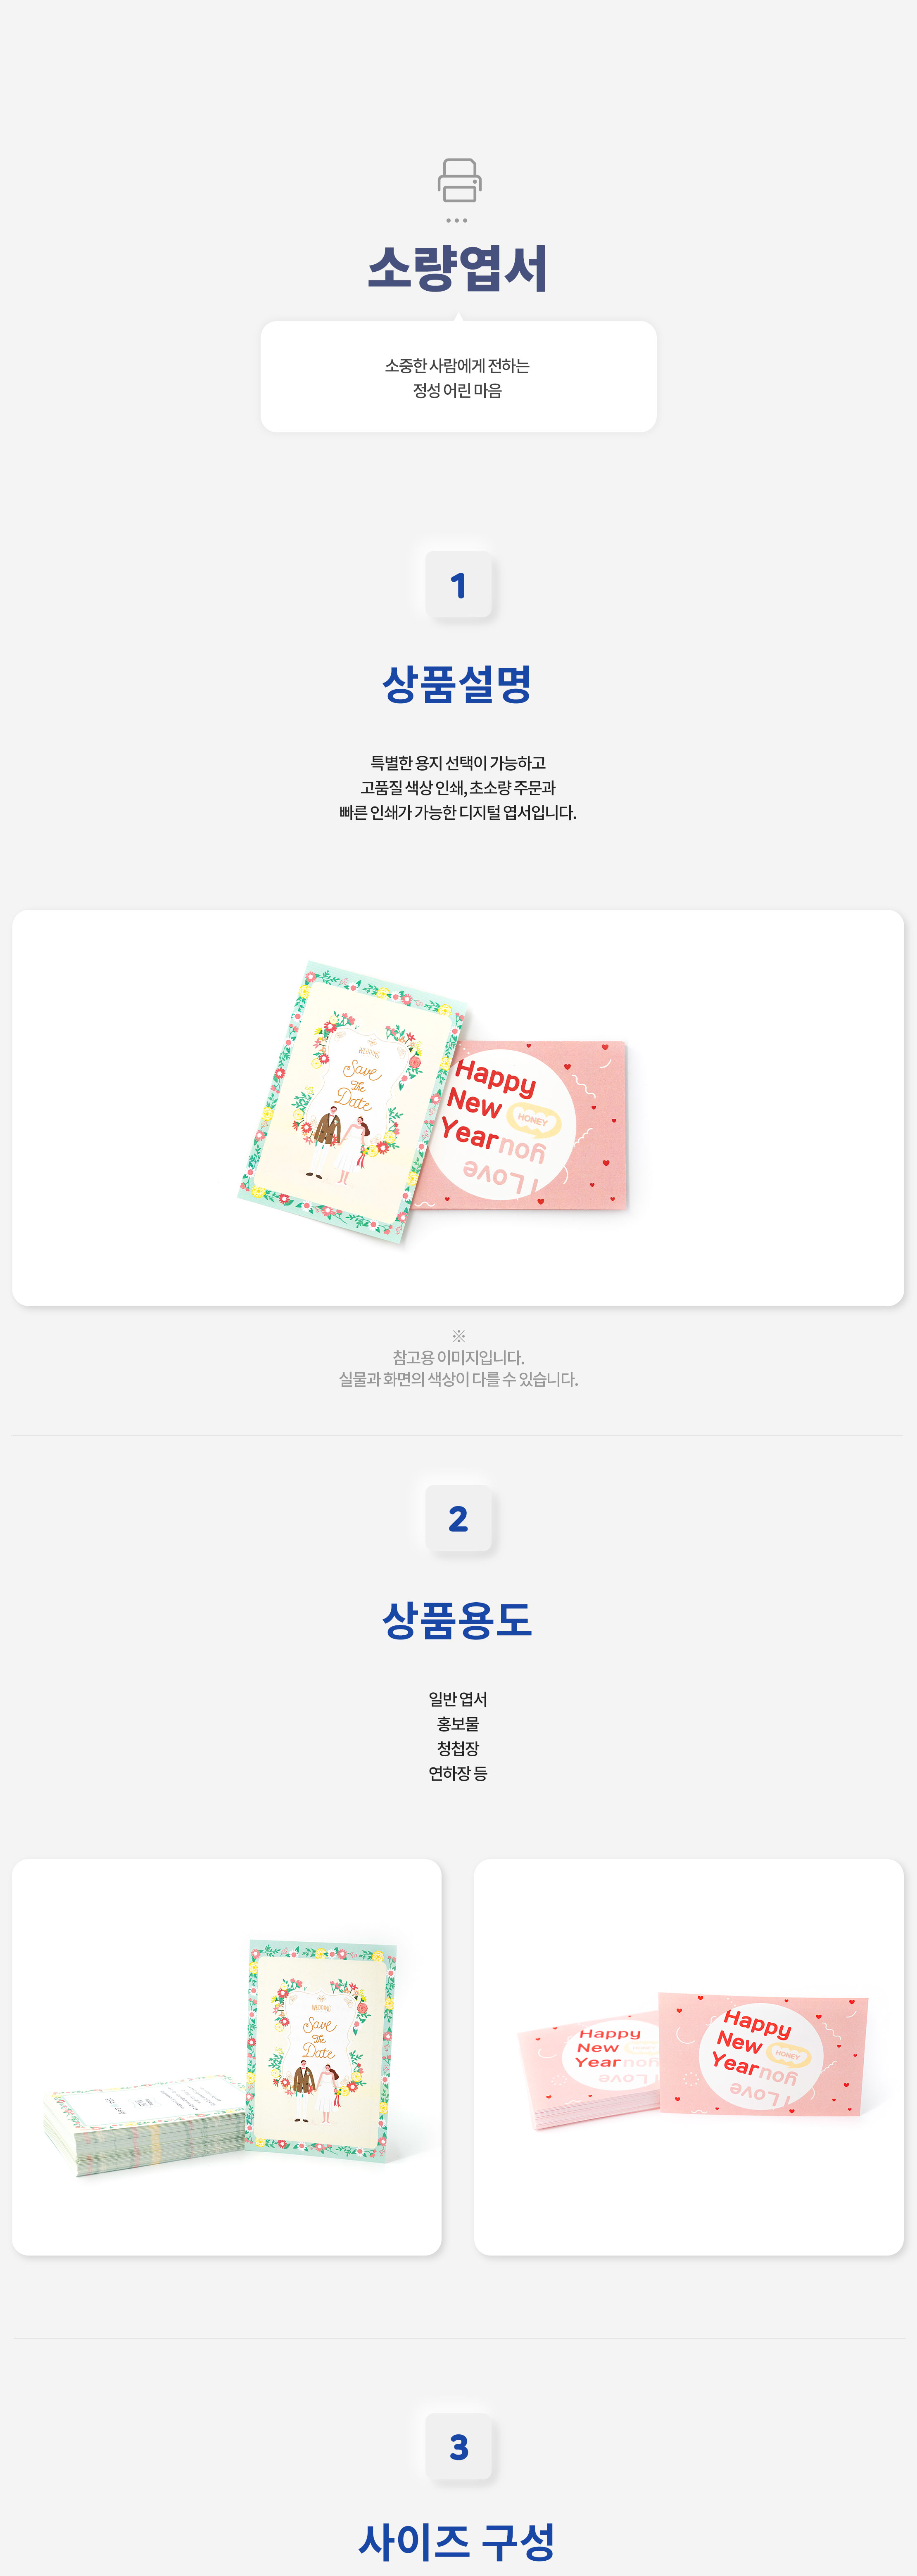 소량엽서
소중한 사람에게 전하는
정성 어린 마음
1
상품설명
특별한 용지 선택이 가능하고
고품질 색상 인쇄, 초소량 주문과
빠른 인쇄가 가능한 디지털 엽서입니다.
WEDDING
Save
The
Date
Happy
New
Year
HONEY
you
I Love
※
참고용 이미지입니다.
실물과 화면의 색상이 다를 수 있습니다.
2
상품용도
일반 엽서
홍보물
청첩장
연하장 등
WEDDING
Save
The
Date
Happy
New
Year
you
Love
Happy
New
Year
HONEY
you
I Love
3
사이즈 구성